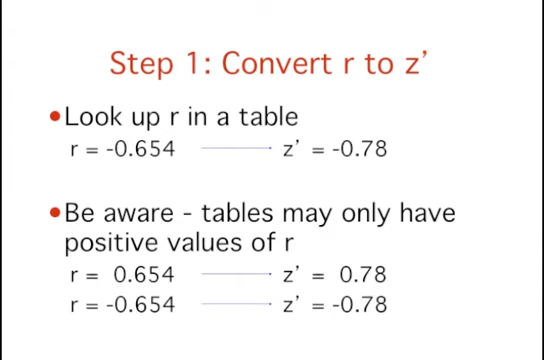 Step 1: Convert r to z’
•Look up r in a table
r = -0.654 z’ = -0.78
•Be aware - tables may only have
positive values of r
r = 0.654 z’ = 0.78
r = -0.654 z’ = -0.78